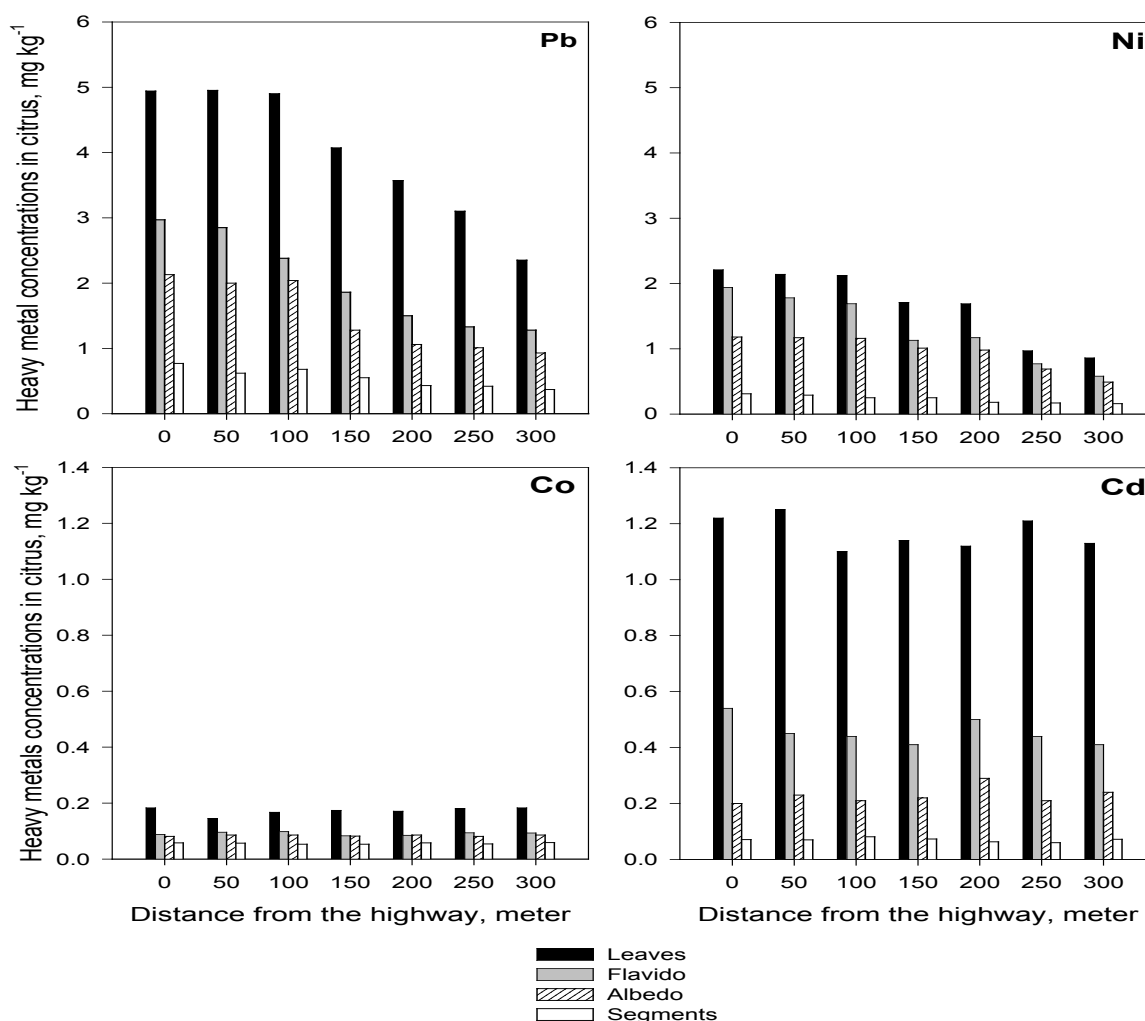 Heavy metal concentrations in citrus, mg kg-1
6
5
4
3
2
1
0
Pb
0 50 100 150 200 250 300
6
5
4
3
2
1
0
Ni
0 50 100 150 200 250 300
Heavy metals concentrations in citrus, mg kg-1
1.4
1.2
1.0
0.8
0.6
0.4
0.2
0.0
Co
0 50 100 150 200 250 300
Distance from the highway, meter
1.4
1.2
1.0
0.8
0.6
0.4
0.2
0.0
Cd
0 50 100 150 200 250 300
Distance from the highway, meter
Leaves
Flavido
Albedo
Segments